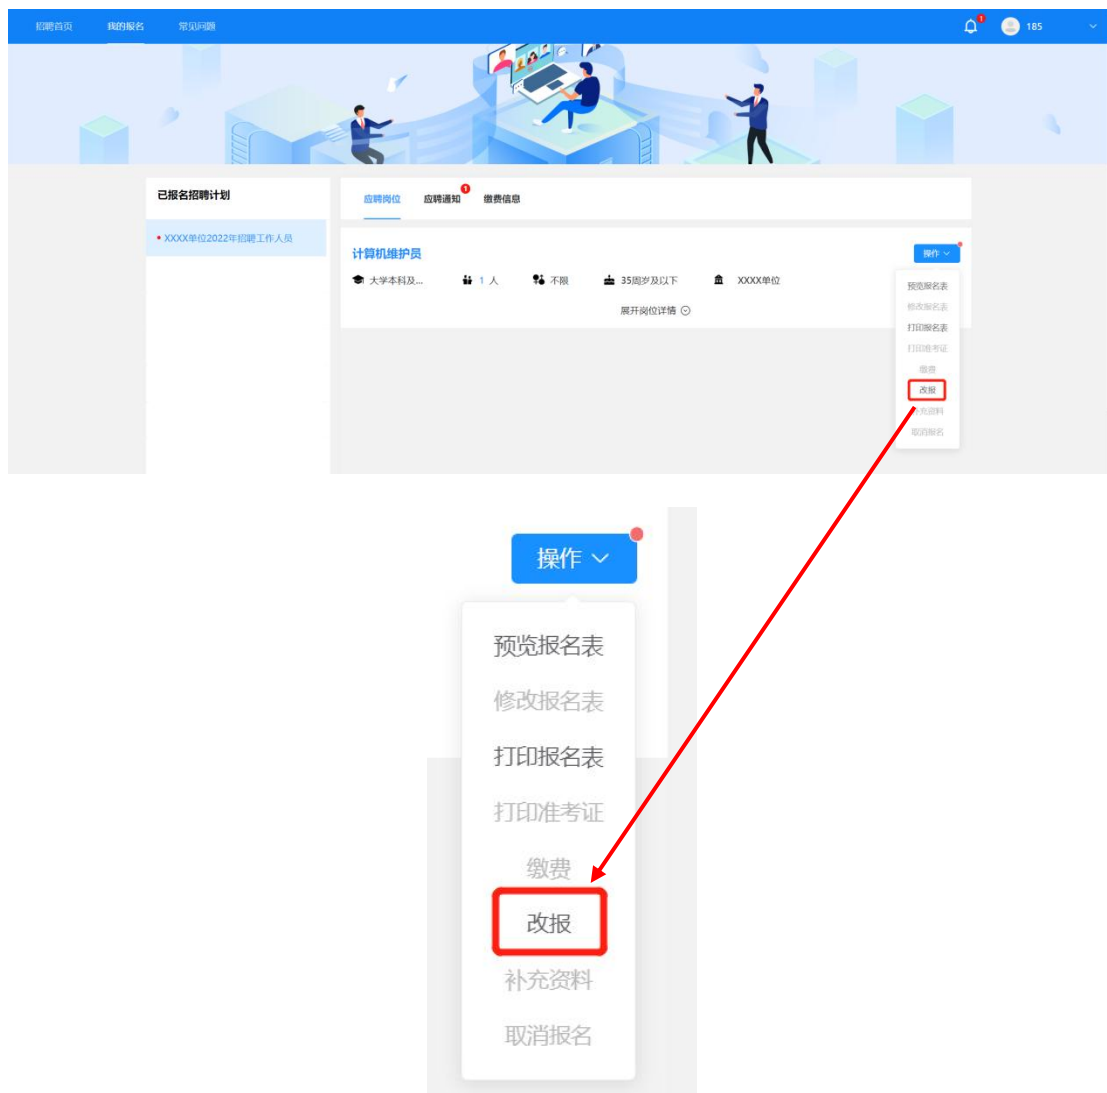 招聘首页 我的报名 常见问题 1 185
已报名招聘计划
应聘岗位 应聘通知 1 缴费信息
XXXX单位2022年招聘工作人员
计算机维护员 操作
大学本科及... 1 人 不限 35周岁及以下 XXXX单位
展开岗位详情
预览报名表
修改报名表
打印报名表
打印准考证
缴费
改报
补充资料
取消报名
操作
预览报名表
修改报名表
打印报名表
打印准考证
缴费
改报
补充资料
取消报名